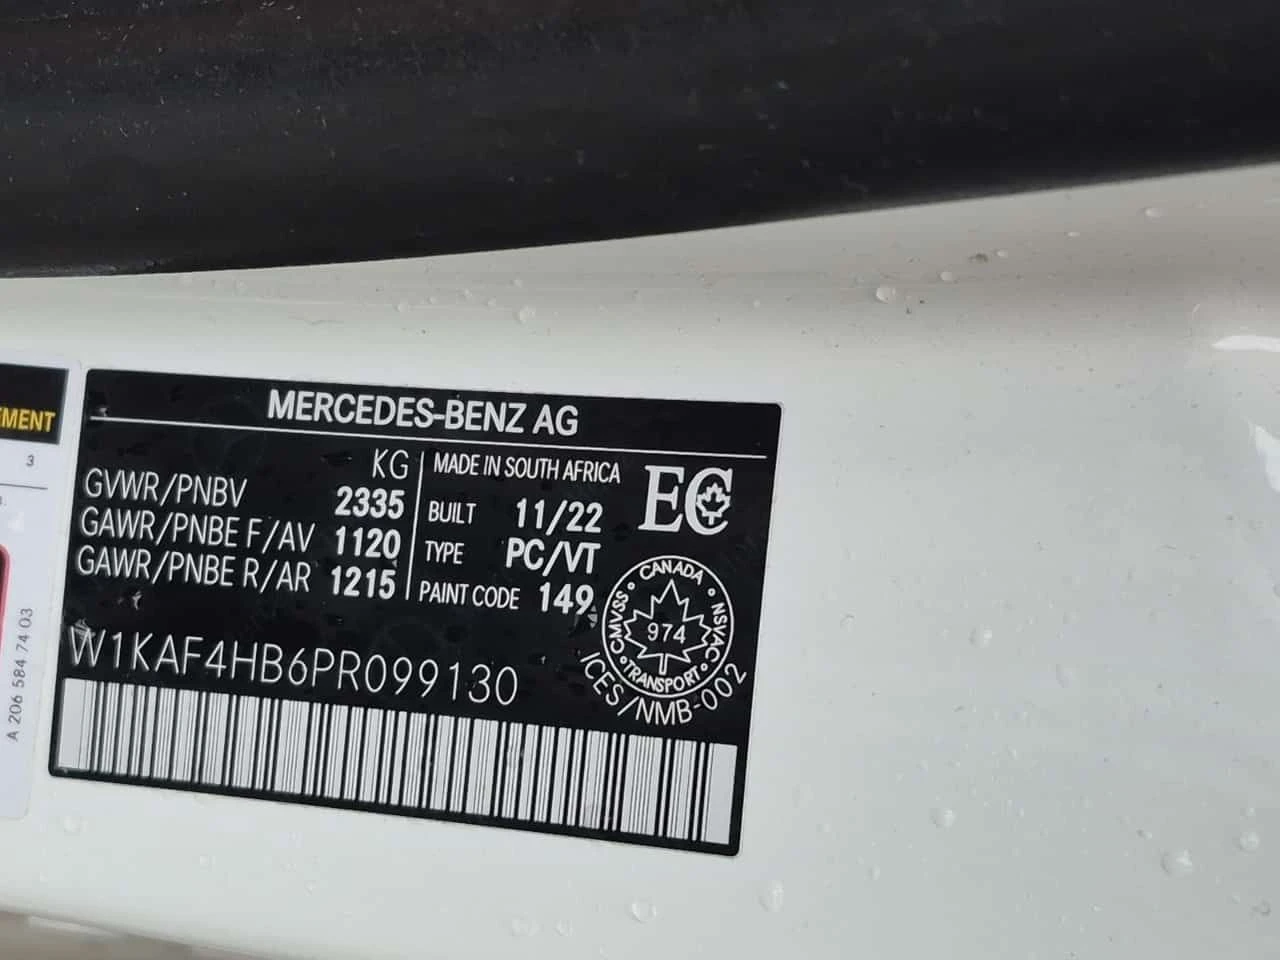 EMENT
3
A 206 584 74 03
MERCEDES-BENZ AG
KG
GVWR/PNBV 2335
GAWR/PNBE F/AV 1120
GAWR/PNBE R/AR 1215
MADE IN SOUTH AFRICA
BUILT 11/22
TYPE PC/VT
PAINT CODE 149
EC
CANADA
CMVSS NSVAC
974
TRANSPORT
ICES/NMB-002
W1KAF4HB6PR099130